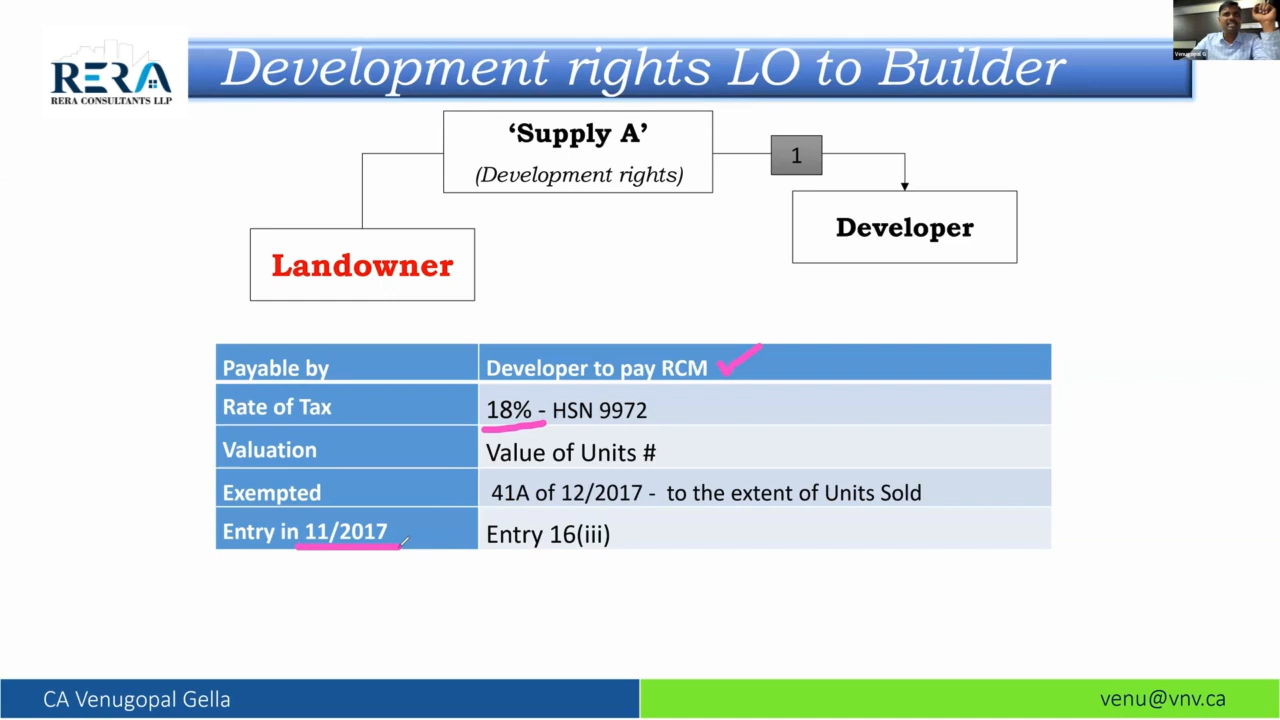 RERA
RERA CONSULTANTS LLP
Development rights LO to Builder
Venugopal G
‘Supply A’
(Development rights)
1
Landowner
Developer
Payable by Developer to pay RCM
Rate of Tax 18% - HSN 9972
Valuation Value of Units #
Exempted 41A of 12/2017 - to the extent of Units Sold
Entry in 11/2017 Entry 16(iii)
CA Venugopal Gella venu@vnv.ca